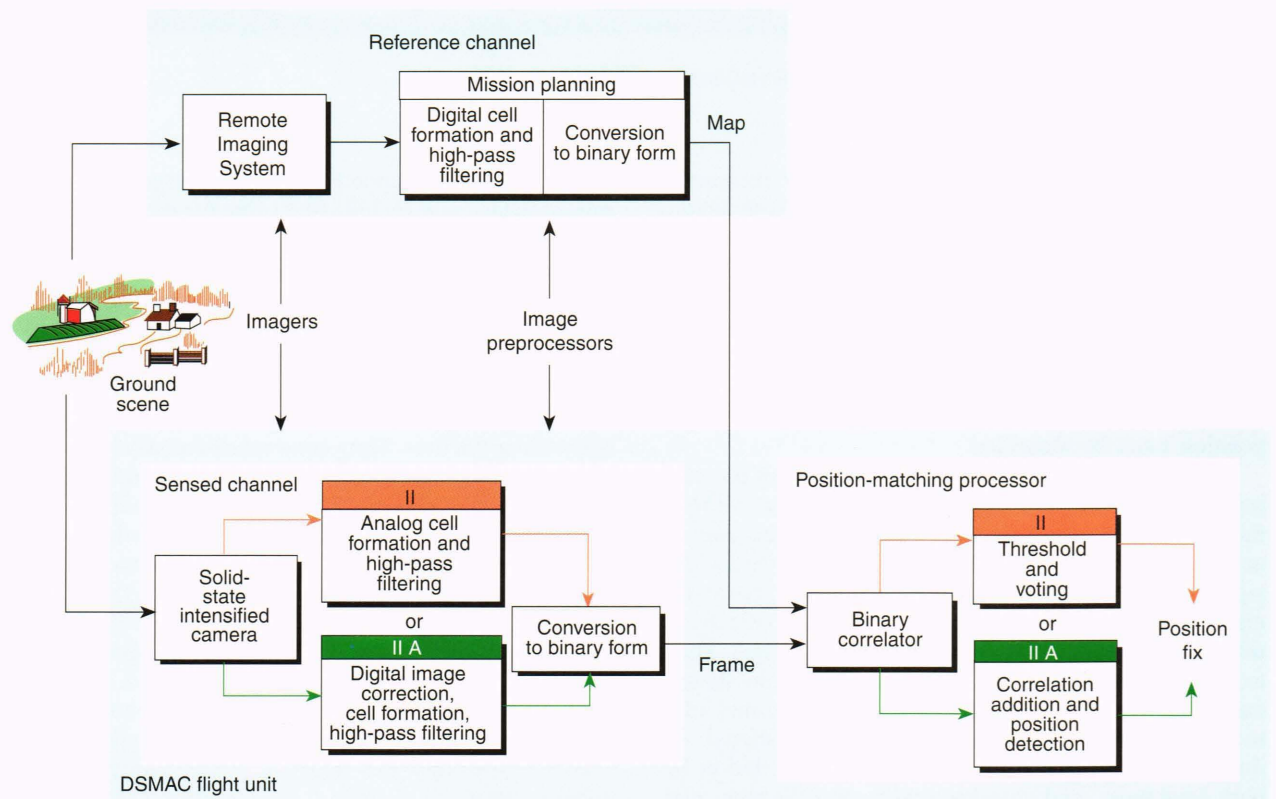 Reference channel
Mission planning
Remote
Imaging
System
Digital cell
formation and
high-pass
filtering
Conversion
to binary form
Map
Imagers
Image
preprocessors
Ground
scene
Sensed channel
II
Analog cell
formation and
high-pass
filtering
Solid-
state
intensified
camera
or
II A
Digital image
correction,
cell formation,
high-pass filtering
Conversion
to binary form
Frame
DSMAC flight unit
Position-matching processor
II
Threshold
and
voting
Binary
correlator
or
II A
Correlation
addition and
position
detection
Position
fix